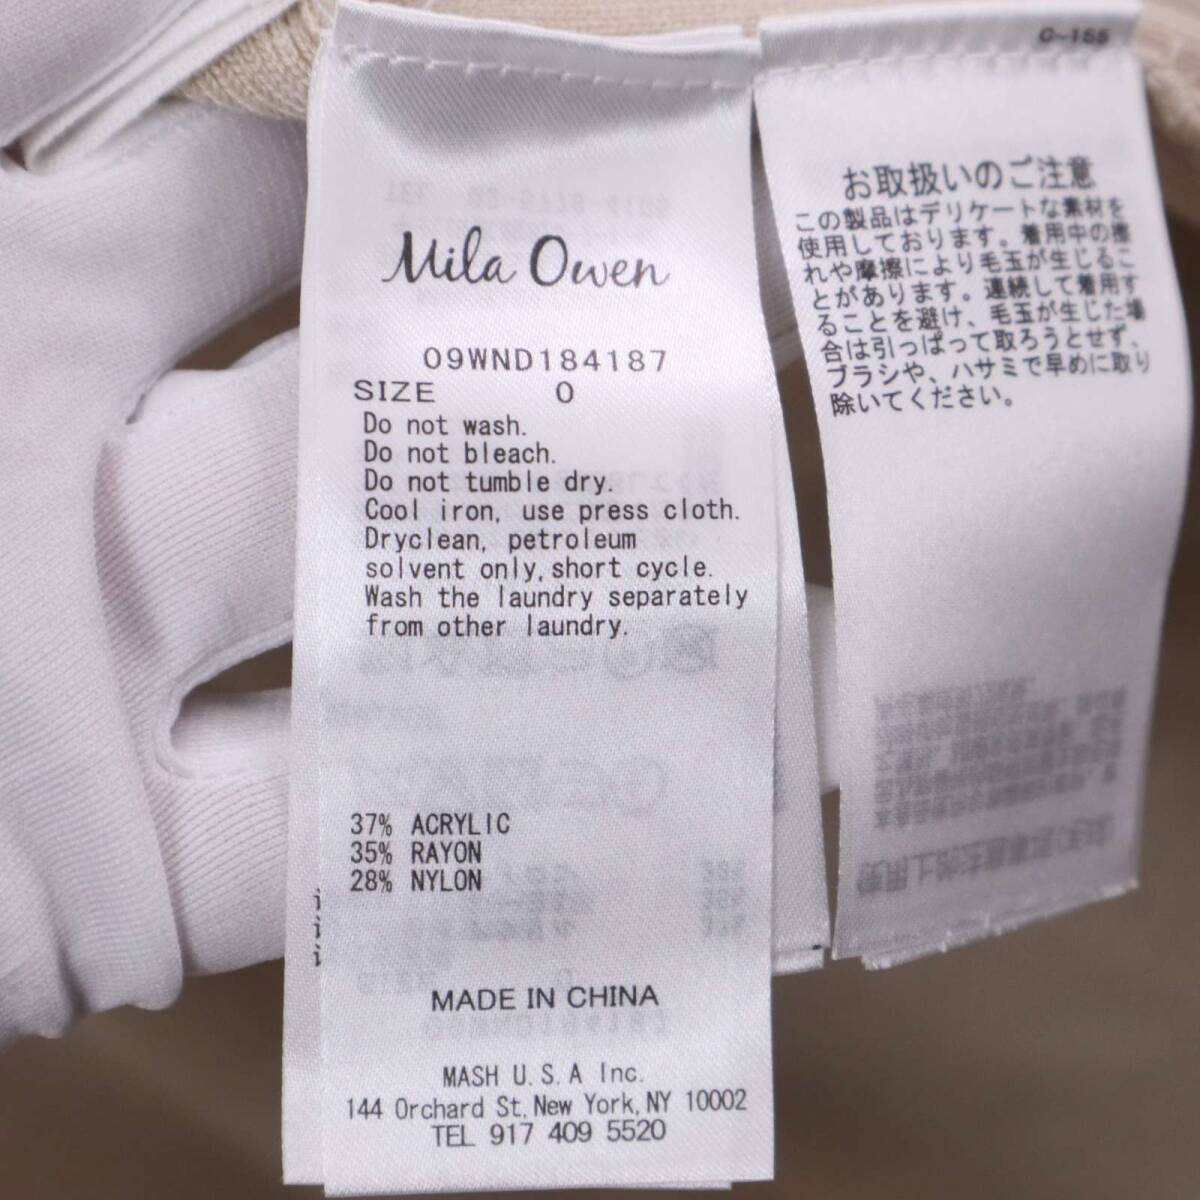 Mila Owen
09WND184187
SIZE 0
Do not wash.
Do not bleach.
Do not tumble dry.
Cool iron, use press cloth.
Dryclean, petroleum
solvent only,short cycle.
Wash the laundry separately
from other laundry.
37% ACRYLIC
35% RAYON
28% NYLON
MADE IN CHINA
MASH U.S.A Inc.
144 Orchard St,New York,NY 10002
TEL 917 409 5520
C-155
お取扱いのご注意
この製品はデリケートな素材を
使用しております。着用中の擦
れや摩擦により毛玉が生じるこ
とがあります。連続して着用す
ることを避け、毛玉が生じた場
合は引っぱって取ろうとせず、
ブラシや、ハサミで早めに取り
除いてください。